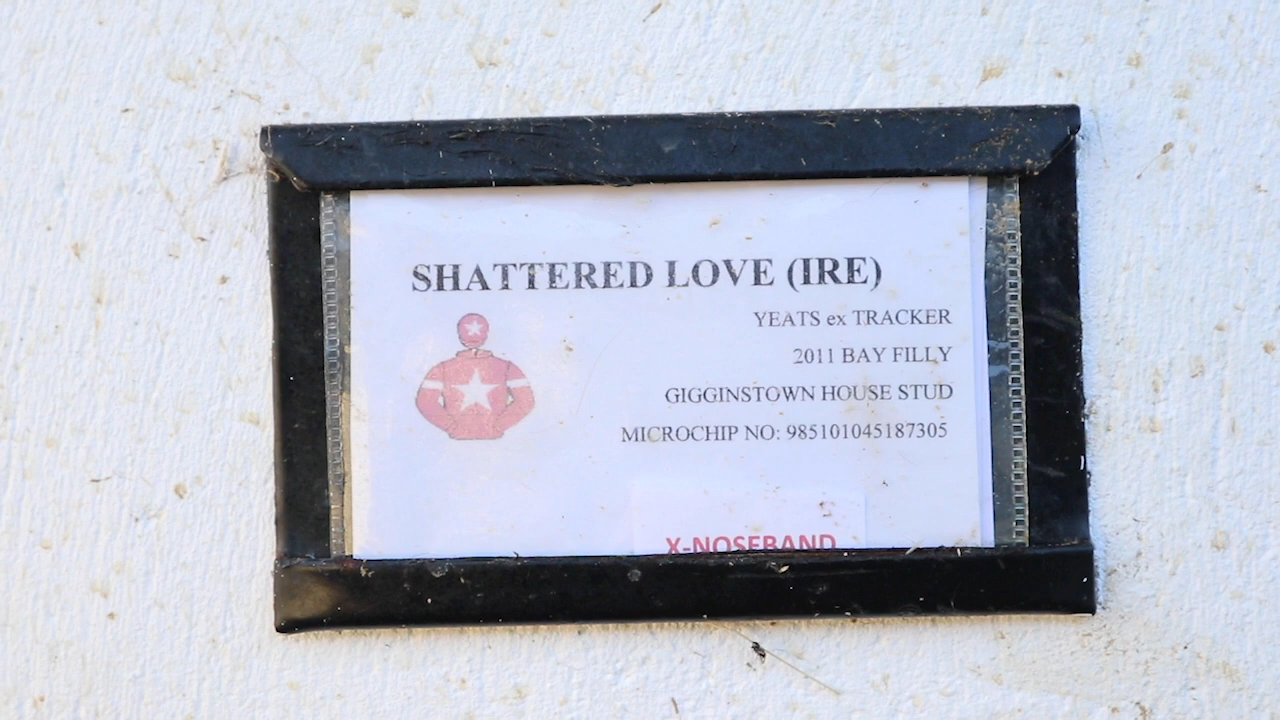 SHATTERED LOVE (IRE)
YEATS ex TRACKER
2011 BAY FILLY
GIGGINSTOWN HOUSE STUD
MICROCHIP NO: 985101045187305
X-NOSEBAND